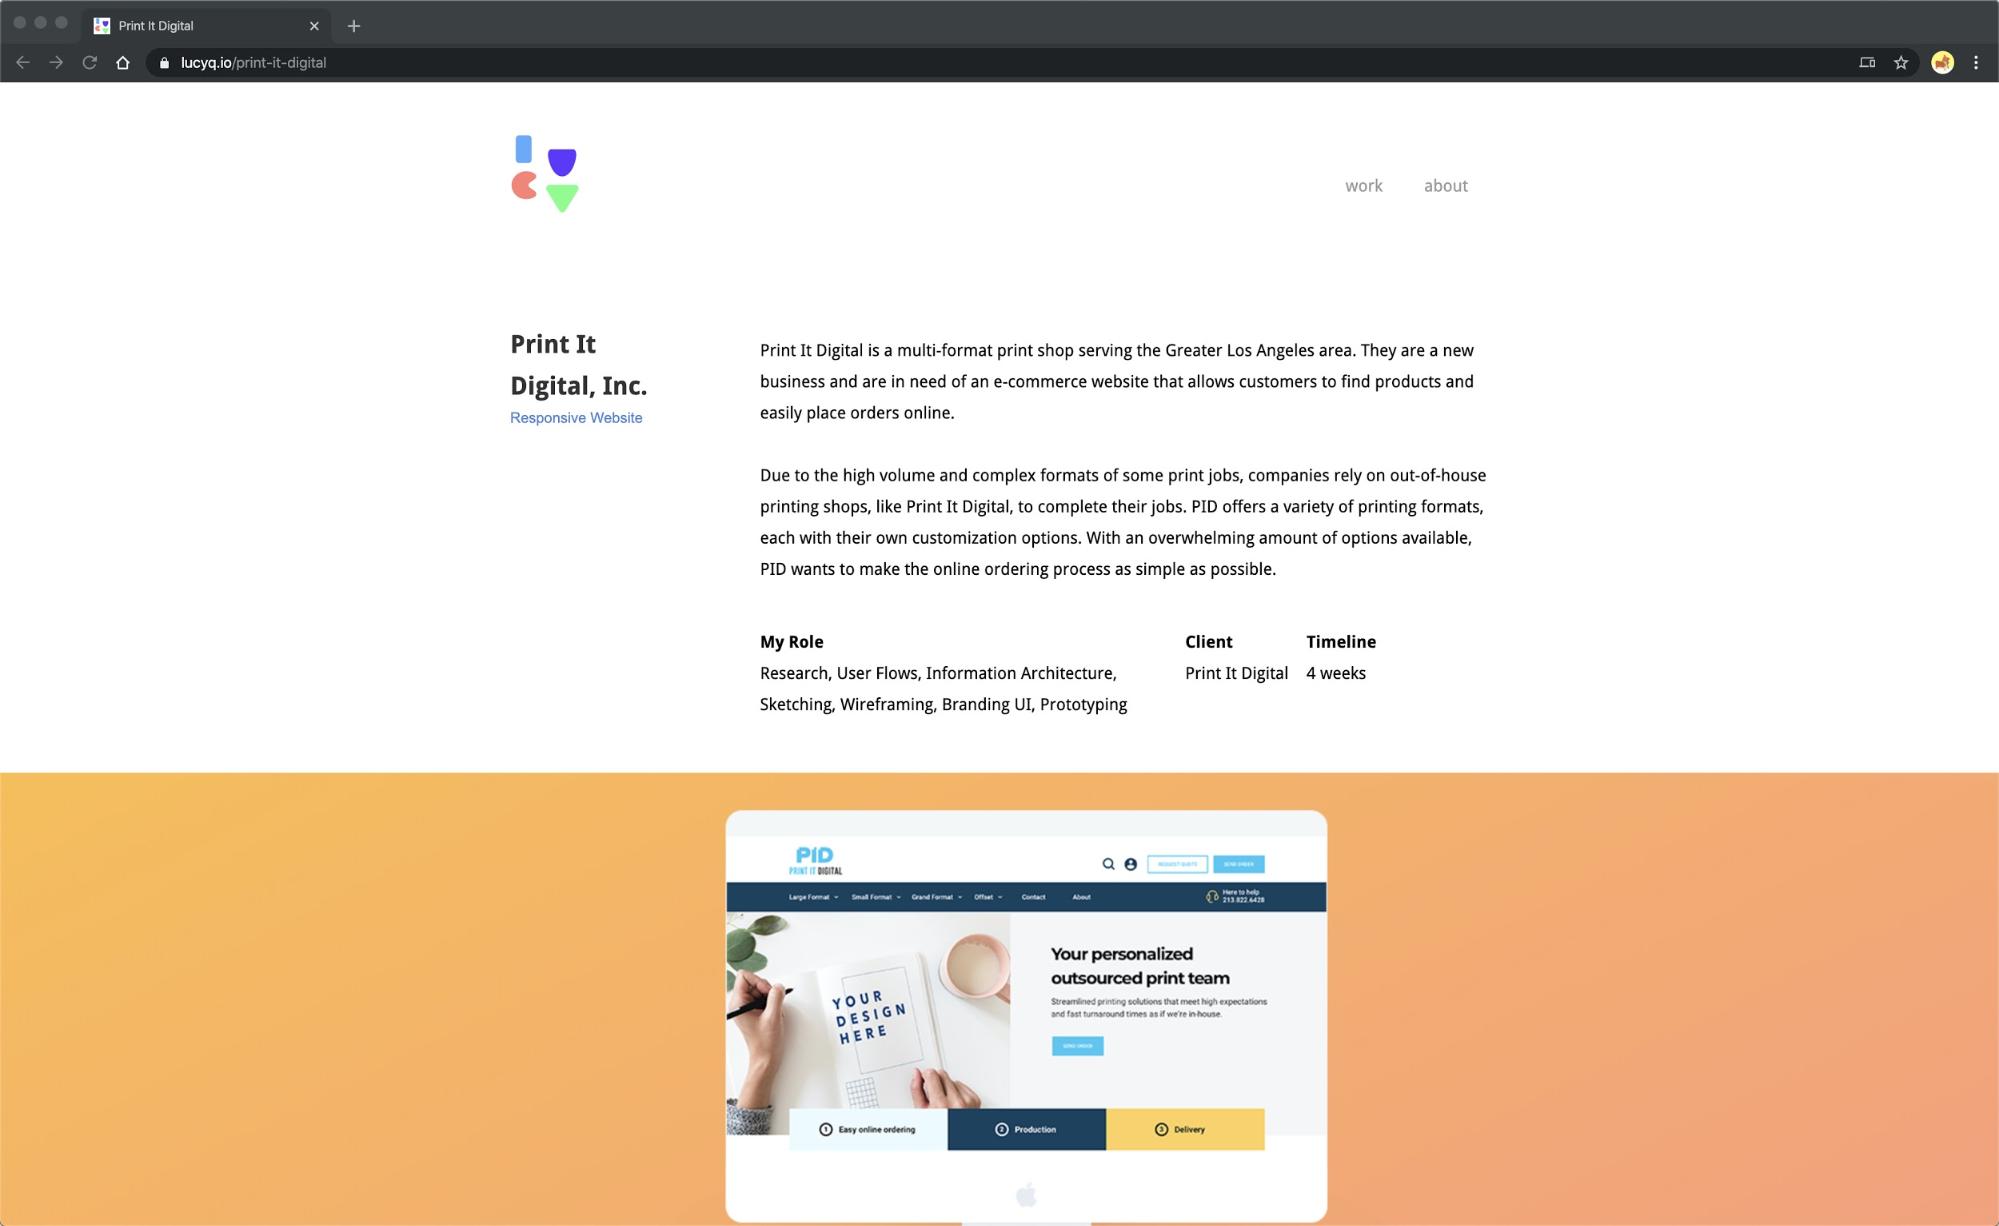 Print It Digital
lucyq.io/print-it-digital
work about
Print It
Digital, Inc.
Responsive Website
Print It Digital is a multi-format print shop serving the Greater Los Angeles area. They are a new
business and are in need of an e-commerce website that allows customers to find products and
easily place orders online.
Due to the high volume and complex formats of some print jobs, companies rely on out-of-house
printing shops, like Print It Digital, to complete their jobs. PID offers a variety of printing formats,
each with their own customization options. With an overwhelming amount of options available,
PID wants to make the online ordering process as simple as possible.
My Role
Research, User Flows, Information Architecture,
Sketching, Wireframing, Branding UI, Prototyping
Client
Print It Digital
Timeline
4 weeks
PID
PRINT IT DIGITAL
REQUEST QUOTE
SEND ORDER
Large Format Small Format Grand Format Offset Contact About
Here to help
213.822.6428
YOUR
DESIGN
HERE
Your personalized
outsourced print team
Streamlined printing solutions that meet high expectations
and fast turnaround times as if we're in-house.
SEND ORDER
1 Easy online ordering
2 Production
3 Delivery